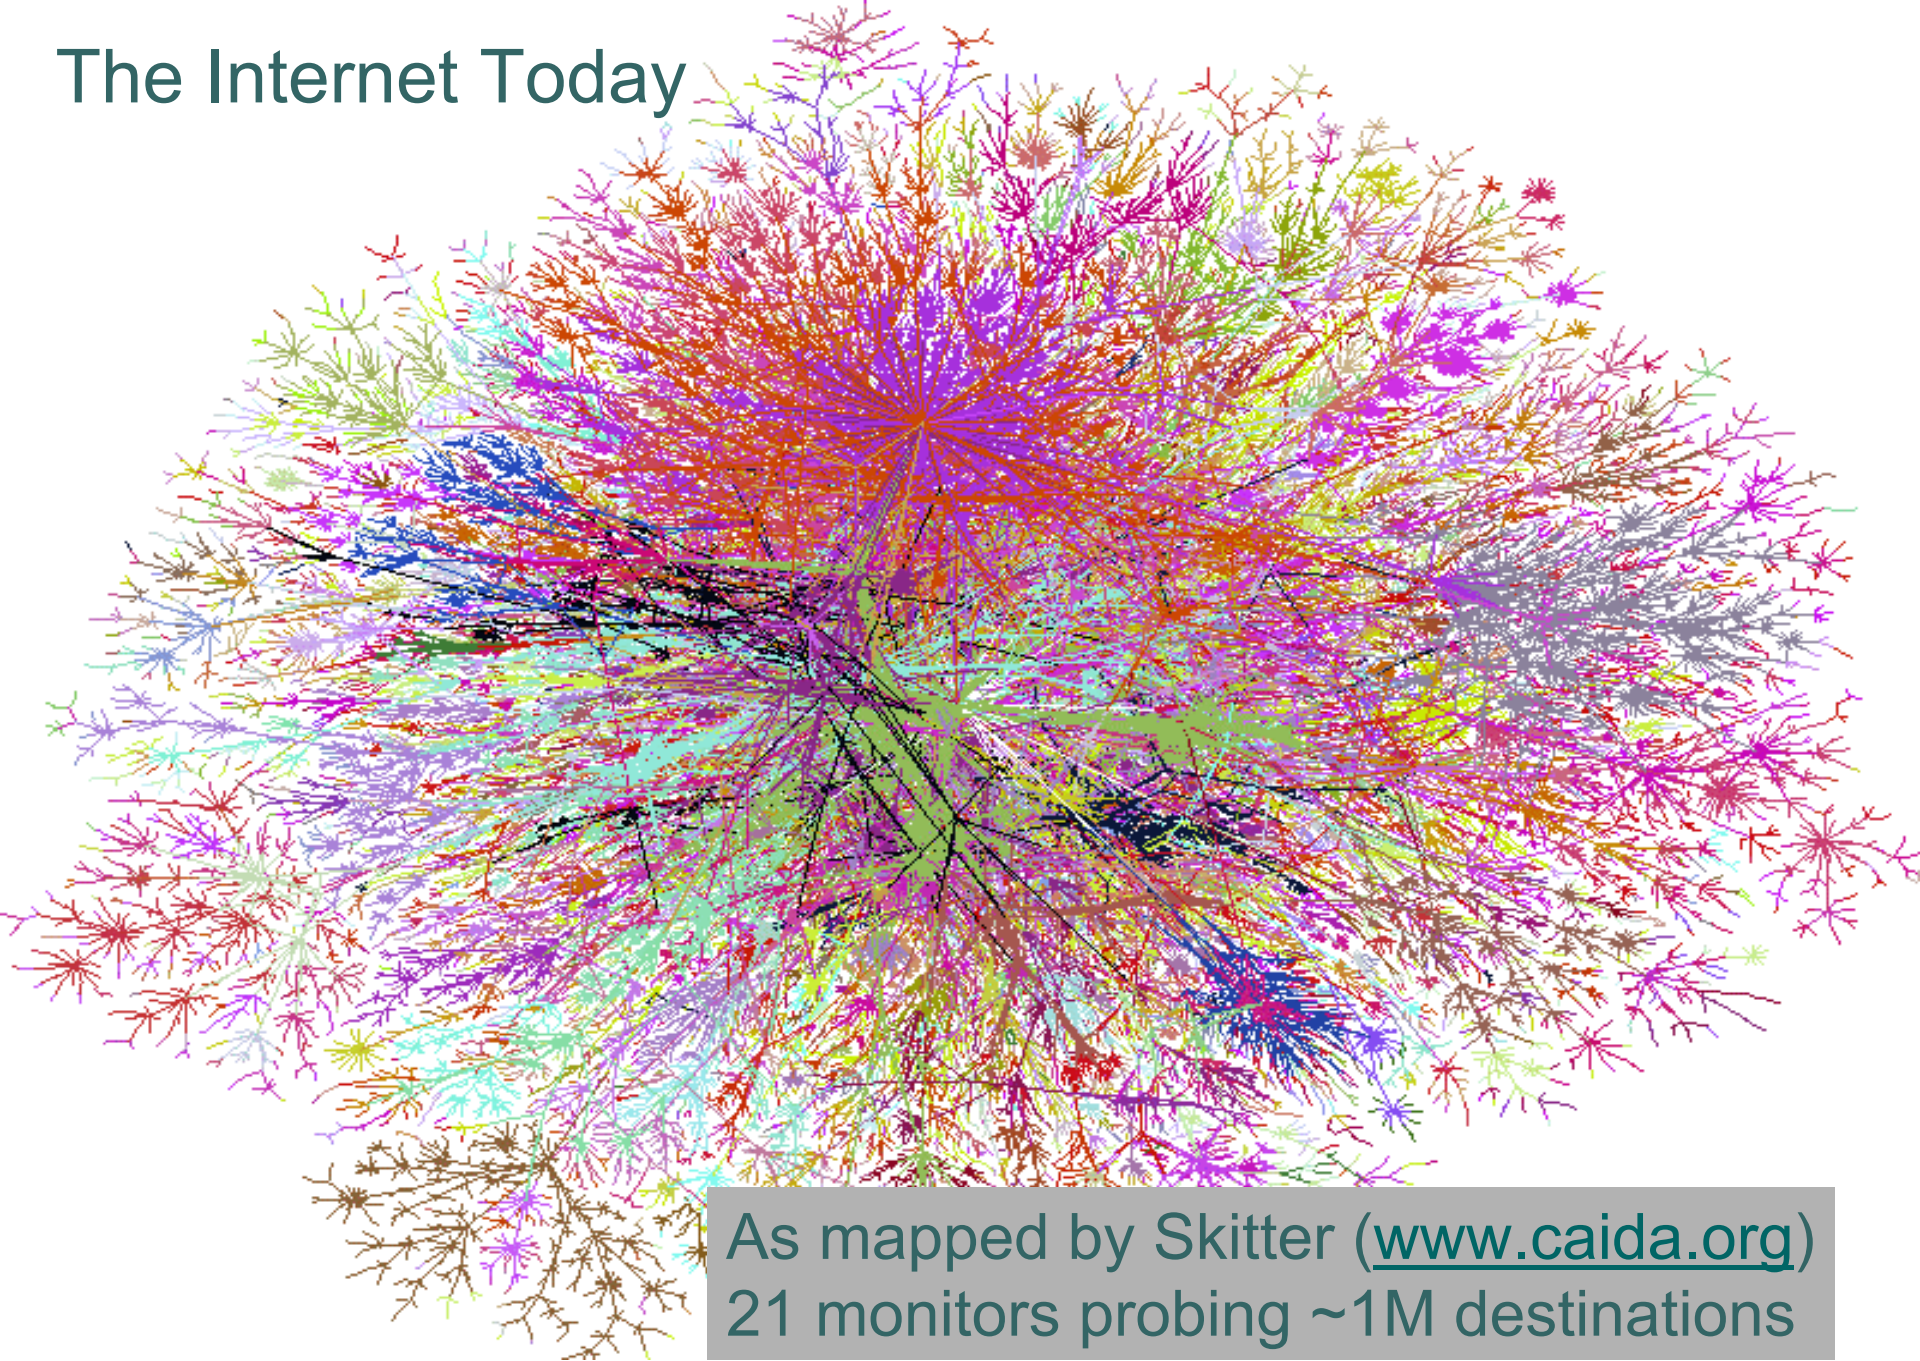 The Internet Today
As mapped by Skitter (www.caida.org)
21 monitors probing ~1M destinations